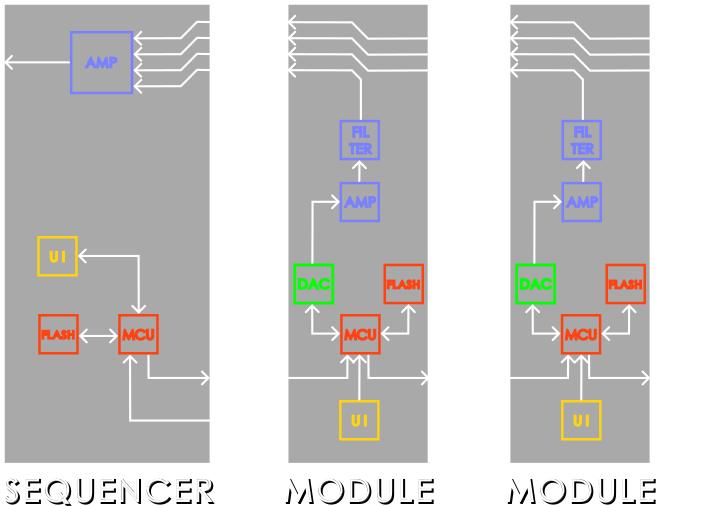 AMP
UI
FLASH
MCU
SEQUENCER
FIL
TER
AMP
DAC
FLASH
MCU
UI
MODULE
FIL
TER
AMP
DAC
FLASH
MCU
UI
MODULE